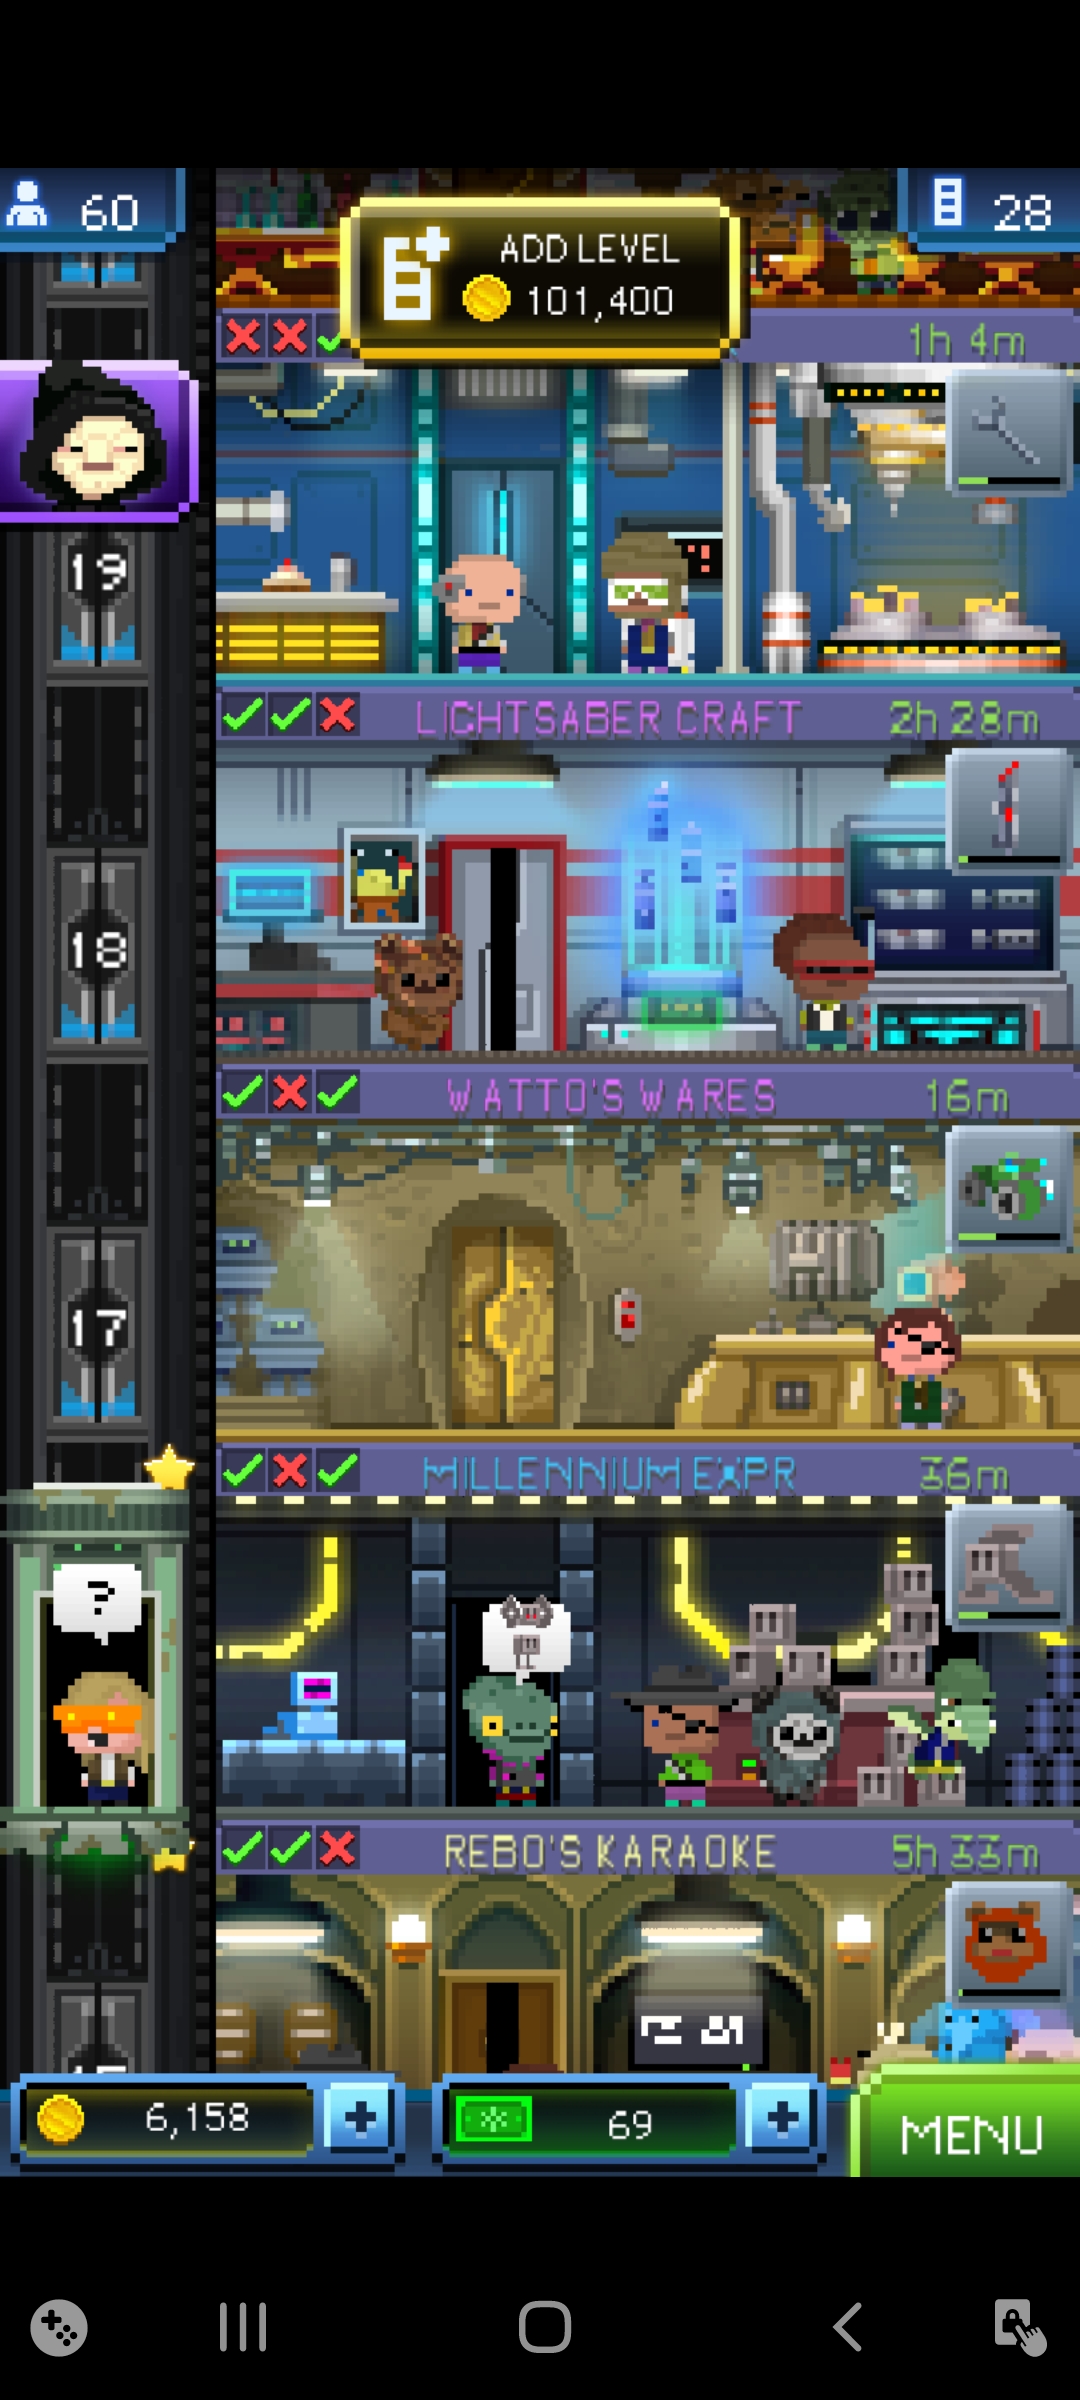 60
ADD LEVEL
101,400
28
1h 4m
19
LIGHTSABER CRAFT
2h 28m
18
WATTO'S WARES
16m
17
MILLENNIUM EXPR
36m
?
REBO'S KARAOKE
5h 33m
6,158
+
69
+
MENU